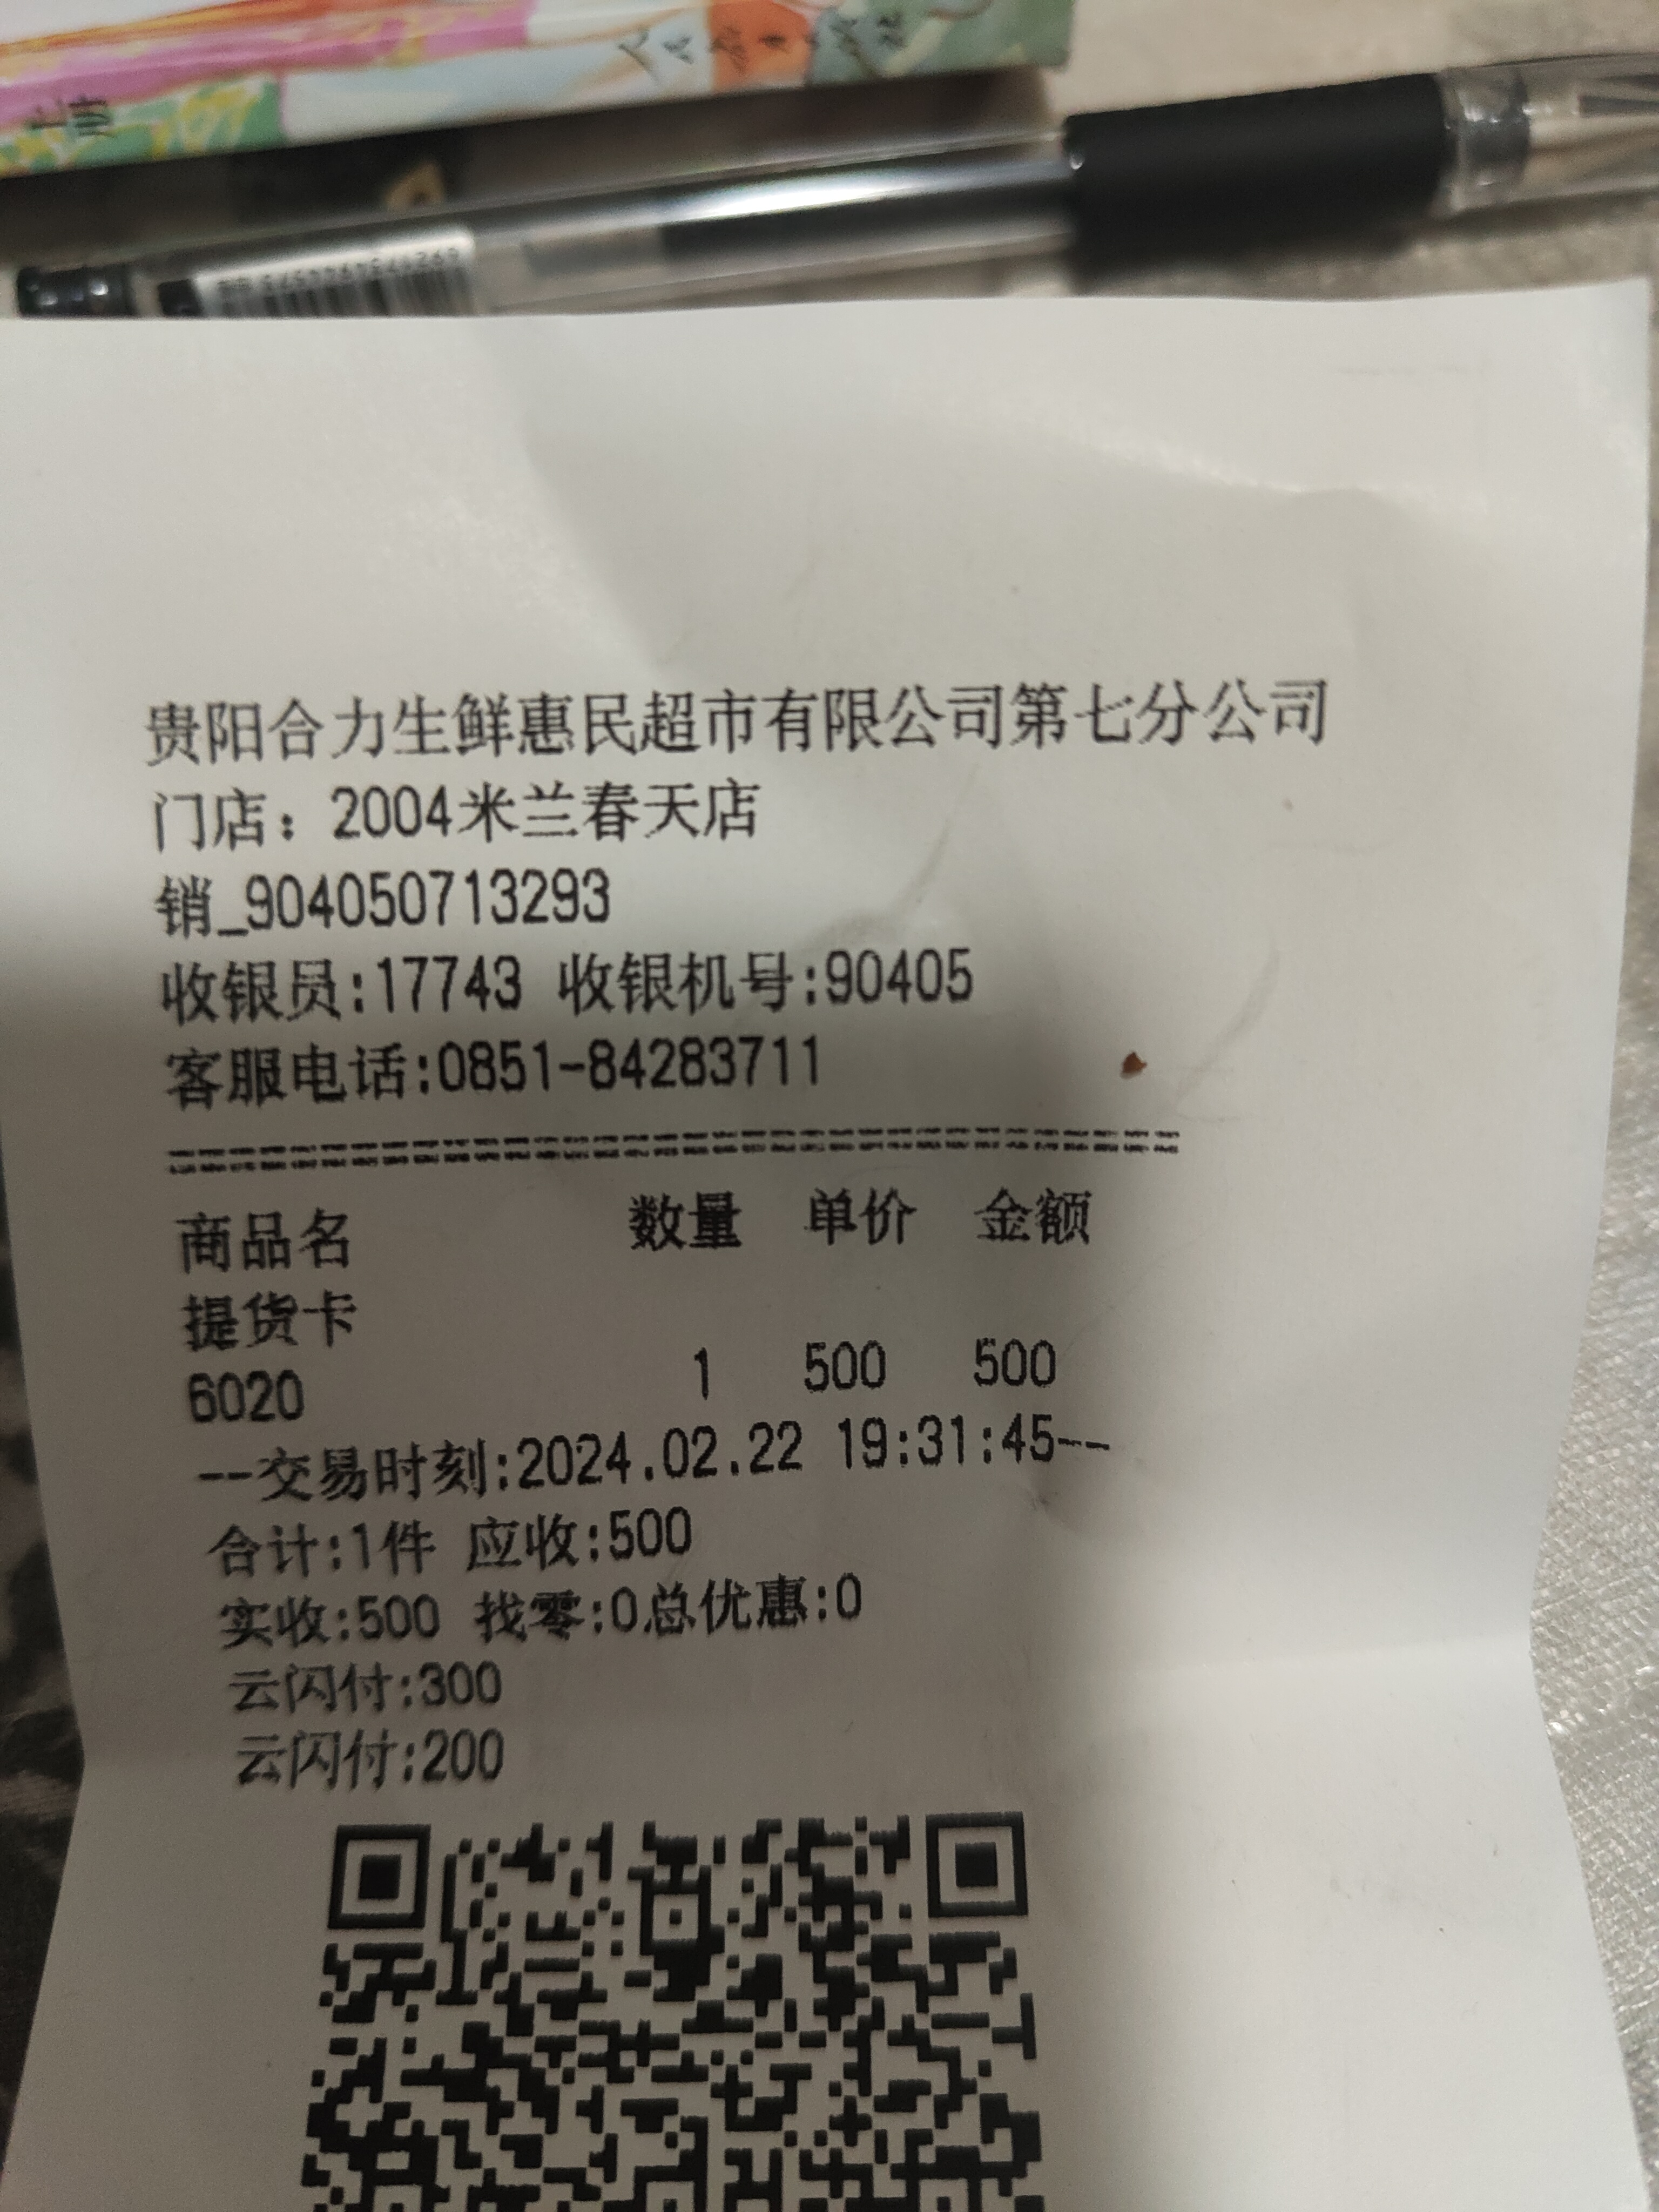 上册
贵阳合力生鲜惠民超市有限公司第七分公司
门店：2004米兰春天店
销_904050713293
收银员:17743 收银机号:90405
客服电话:0851-84283711
商品名 数量 单价 金额
提货卡
6020 1 500 500
--交易时刻:2024.02.22 19:31:45--
合计:1件 应收:500
实收:500 找零:0总优惠:0
云闪付:300
云闪付:200